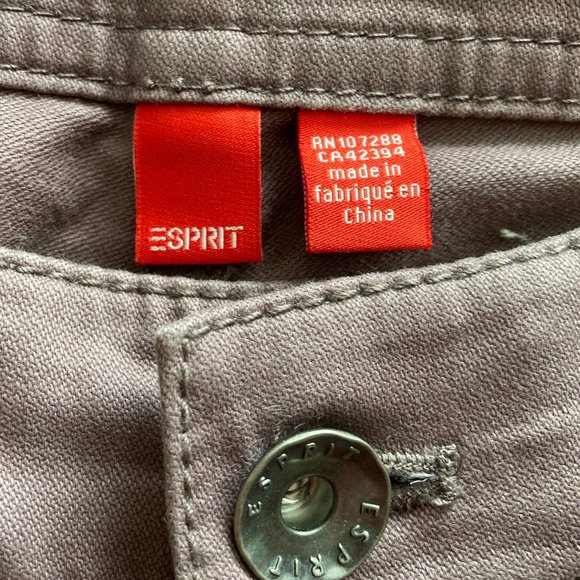 ESPRIT
RN107288
CA42394
made in
fabriqué en
China
ESPRIT
ESPRIT